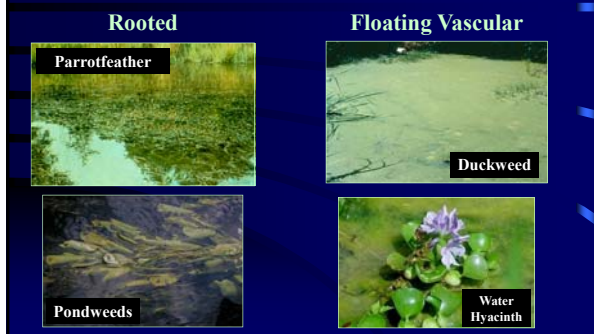 Rooted
Floating Vascular
Parrotfeather
Duckweed
Pondweeds
Water
Hyacinth